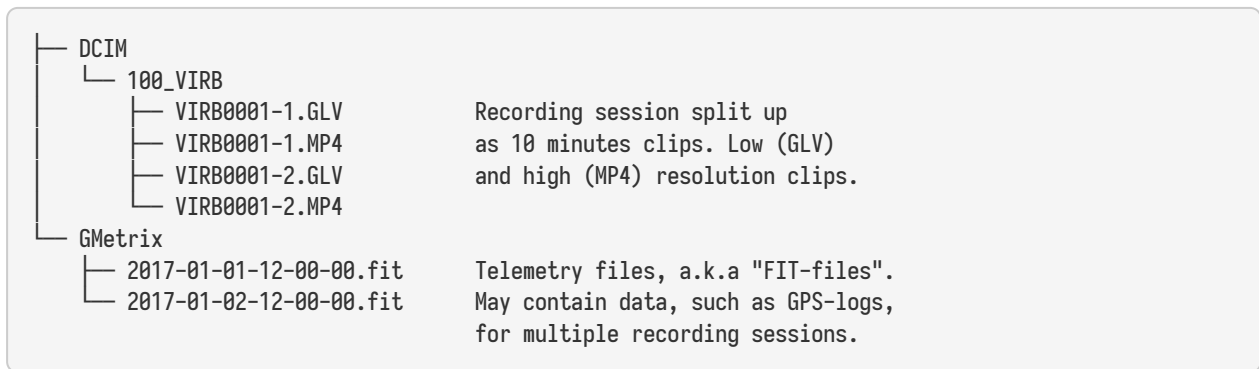 ├── DCIM
│   └── 100_VIRB
│       ├── VIRB0001-1.GLV        Recording session split up
│       ├── VIRB0001-1.MP4        as 10 minutes clips. Low (GLV)
│       ├── VIRB0001-2.GLV        and high (MP4) resolution clips.
│       └── VIRB0001-2.MP4
└── GMetrix
    ├── 2017-01-01-12-00-00.fit   Telemetry files, a.k.a "FIT-files".
    └── 2017-01-02-12-00-00.fit   May contain data, such as GPS-logs,
                                  for multiple recording sessions.